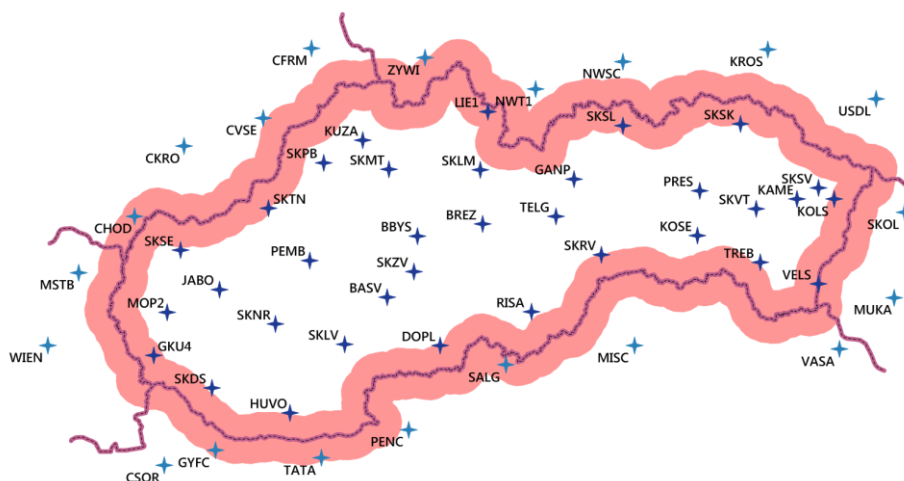 KROS
CFRM
ZYWI
NWSC
LIE1
NWT1
USDL
CVSE
SKSL
SKSK
KUZA
CKRO
SKPB
SKMT
SKLM
GANP
SKSV
PRES
KAME
SKTN
SKVT
KOLS
CHOD
TELG
BREZ
SKOL
BBYS
KOSE
SKSE
SKRV
PEMB
TREB
SKZV
MSTB
VELS
JABO
BASV
MUKA
MOP2
RISA
SKNR
WIEN
SKLV
DOPL
MISC
GKU4
VASA
SALG
SKDS
HUVO
PENC
GYFC
TATA
CSOR